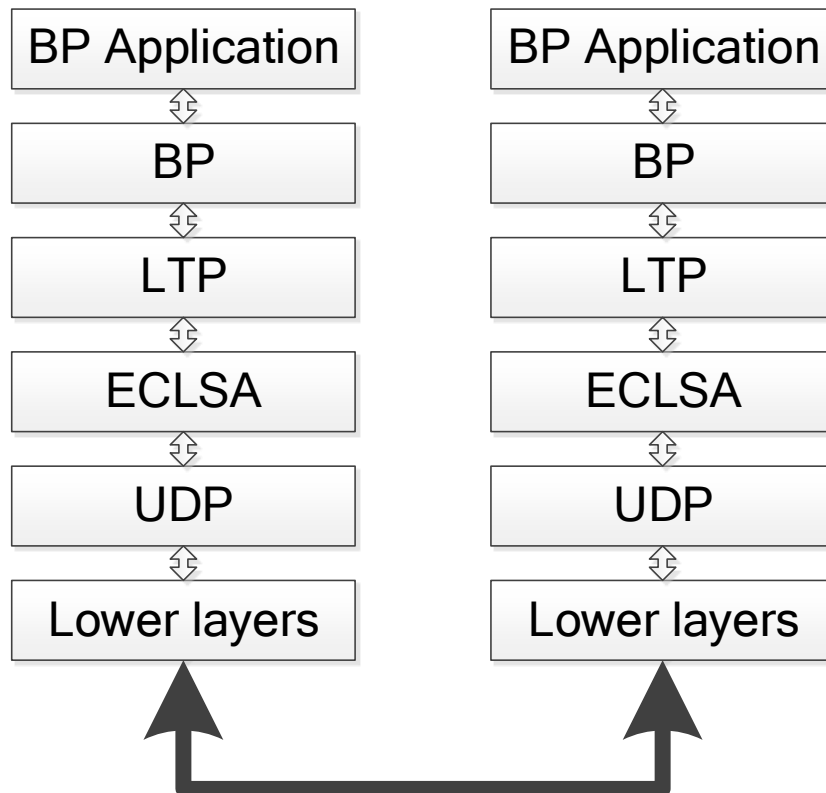 BP Application
BP
LTP
ECLSA
UDP
Lower layers
BP Application
BP
LTP
ECLSA
UDP
Lower layers